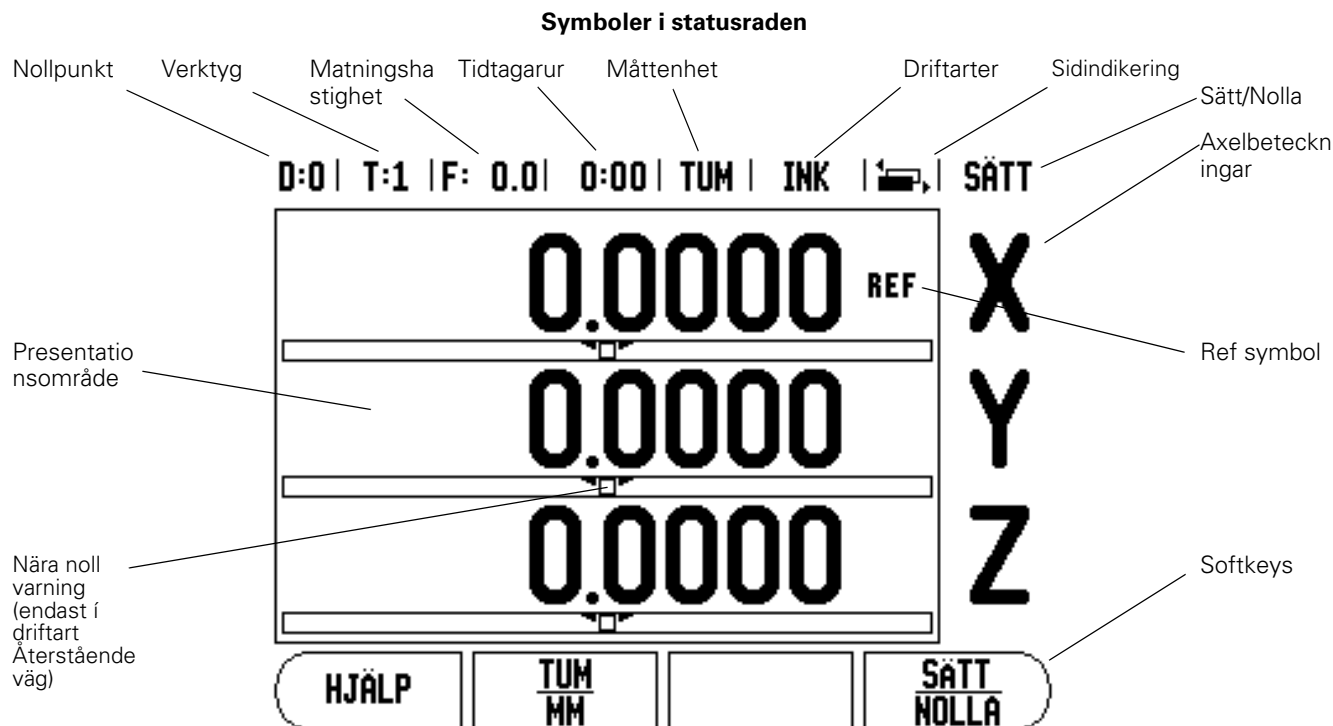 Symboler i statusraden
Nollpunkt
Verktyg
Matningsha
stighet
Tidtagarur
Måttenhet
Driftarter
Sidindikering
Sätt/Nolla
Axelbeteckn
ingar
D:0 | T:1 | F: 0.0 | 0:00 | TUM | INK | | SÄTT
0.0000 REF X
Presentatio
nsområde
Ref symbol
0.0000 Y
0.0000 Z
Nära noll
varning
(endast í
driftart
Återstående
väg)
Softkeys
HJÄLP
TUM
MM
SÄTT
NOLLA